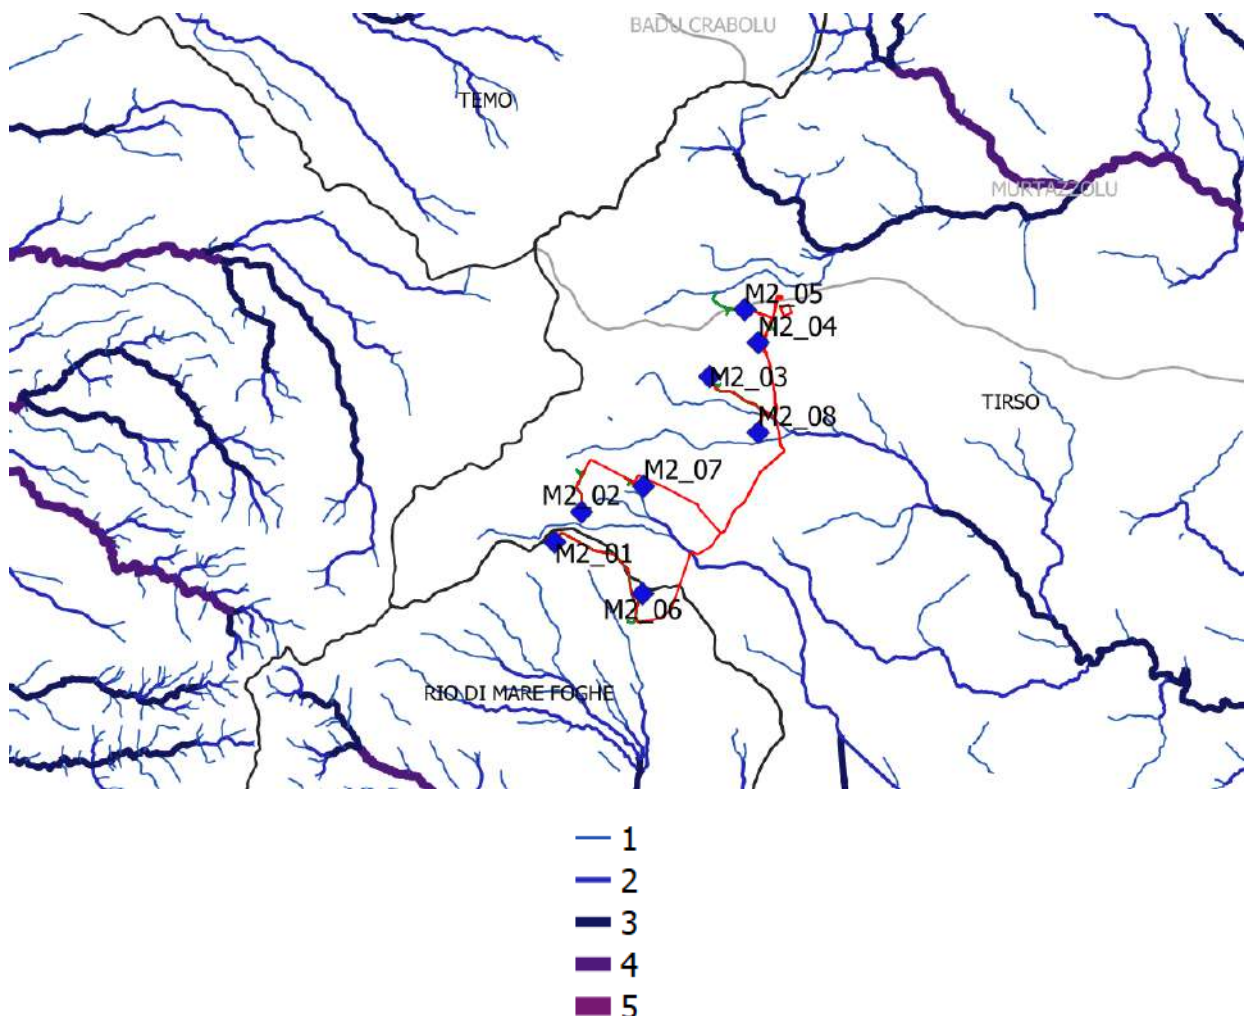 BADU CRABOLU
TEMO
MURTAZZOLU
M2_05
M2_04
M2_03
TIRSO
M2_08
M2_07
M2_02
M2_01
M2_06
RIO DI MARE FOGHE
1
2
3
4
5